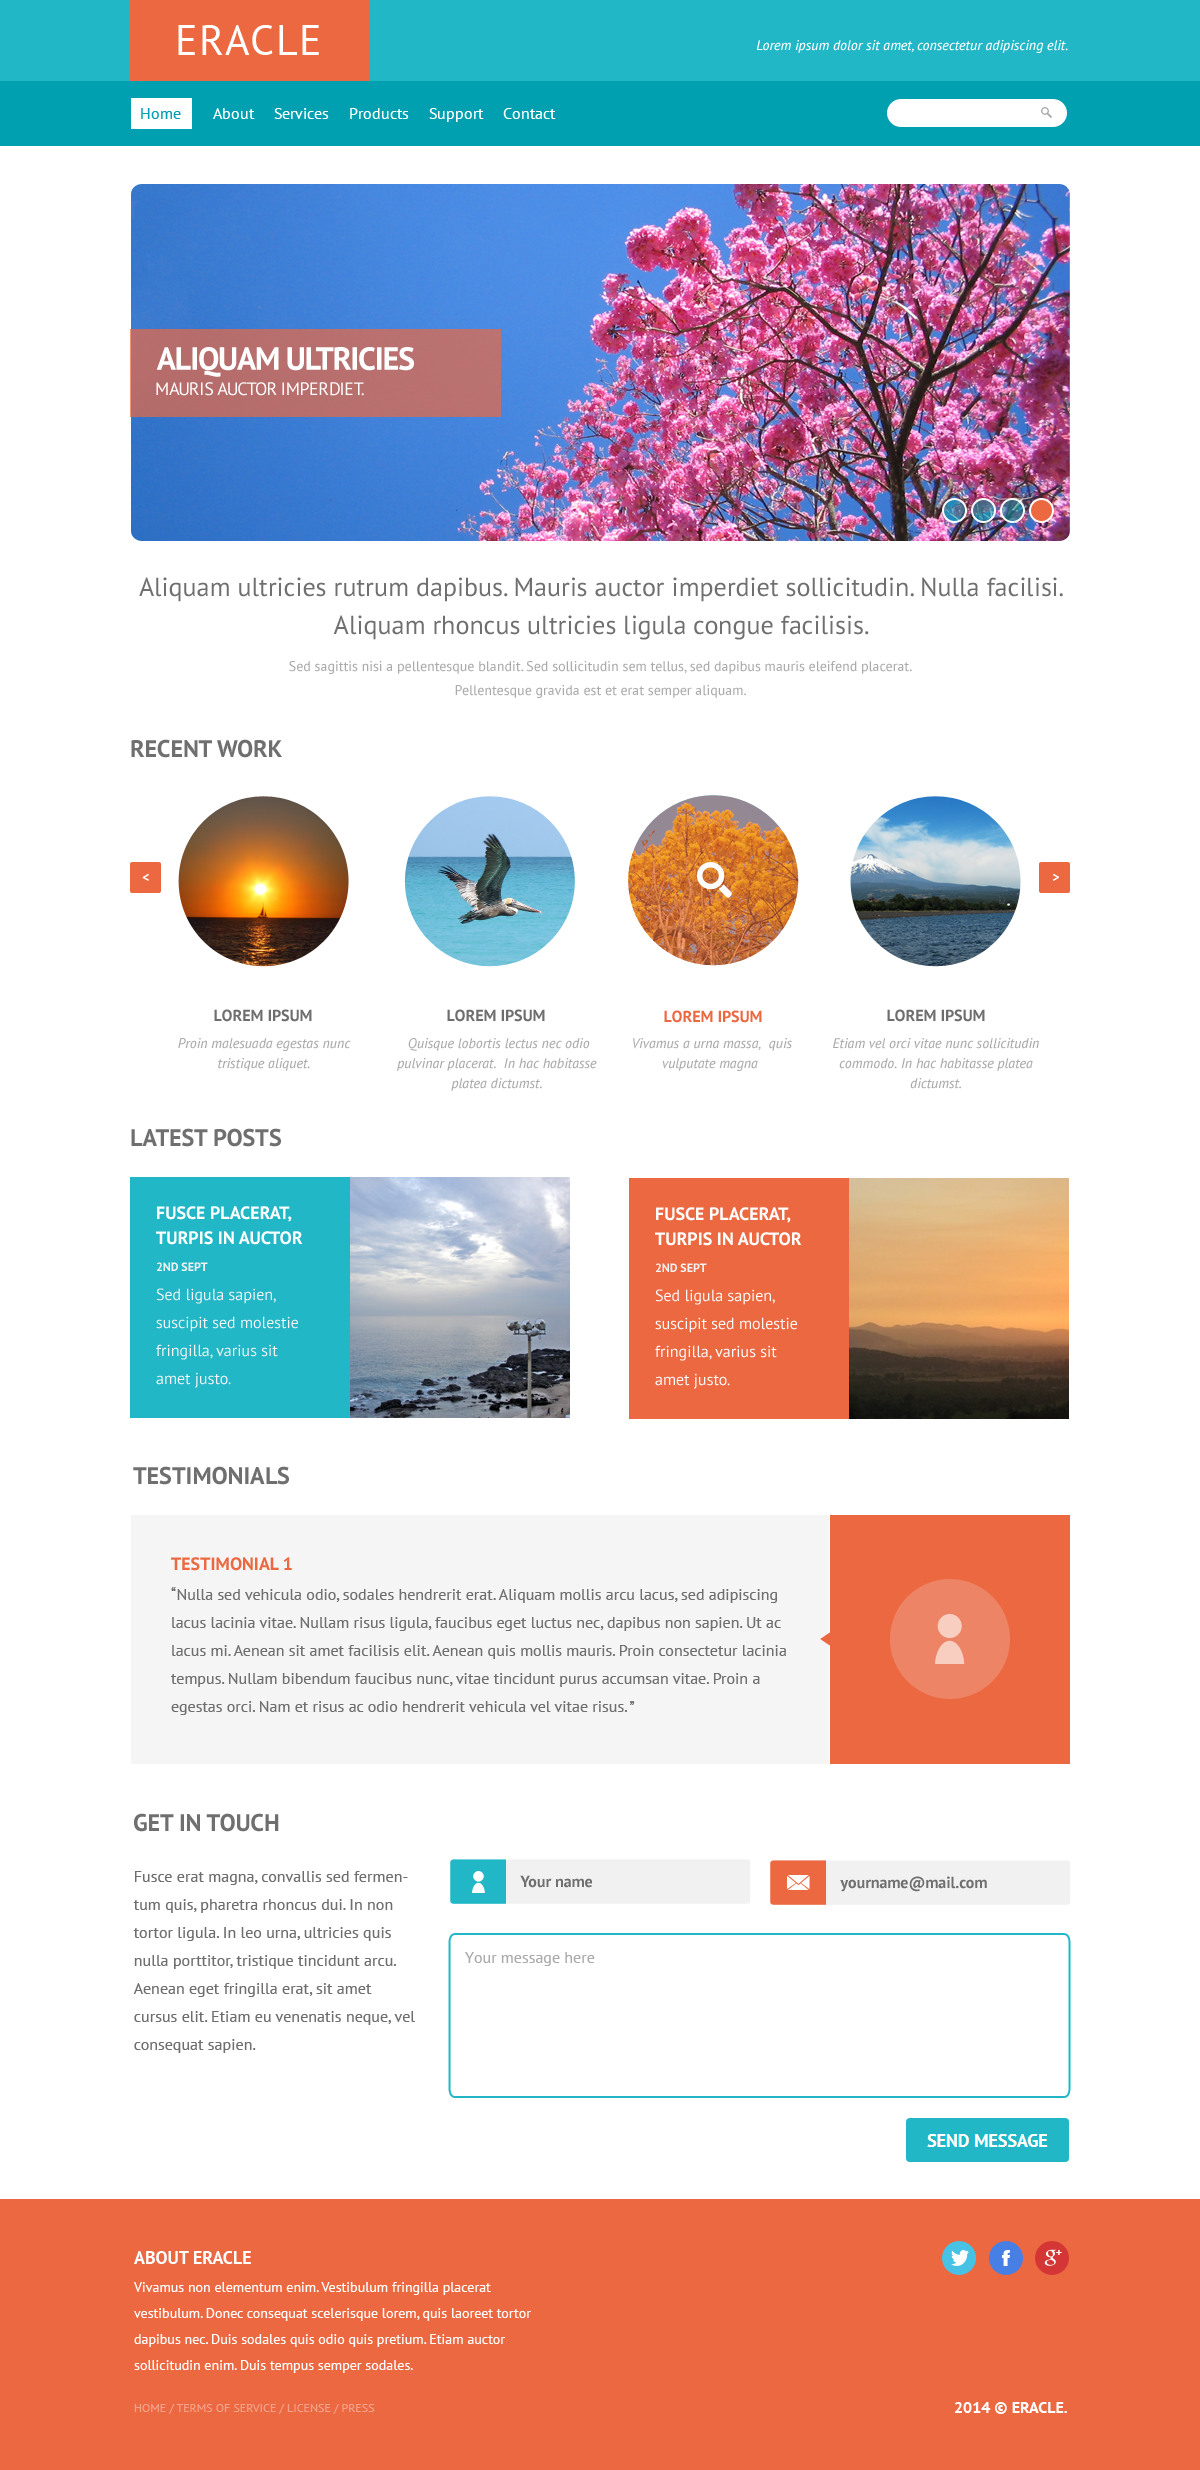 ERACLE
Lorem ipsum dolor sit amet, consectetur adipiscing elit.
Home About Services Products Support Contact
ALIQUAM ULTRICIES
MAURIS AUCTOR IMPERDIET.
Aliquam ultricies rutrum dapibus. Mauris auctor imperdiet sollicitudin. Nulla facilisi.
Aliquam rhoncus ultricies ligula congue facilisis.
Sed sagittis nisi a pellentesque blandit. Sed sollicitudin sem tellus, sed dapibus mauris eleifend placerat.
Pellentesque gravida est et erat semper aliquam.
RECENT WORK
<
>
LOREM IPSUM
Proin malesuada egestas nunc
tristique aliquet.
LOREM IPSUM
Quisque lobortis lectus nec odio
pulvinar placerat. In hac habitasse
platea dictumst.
LOREM IPSUM
Vivamus a urna massa, quis
vulputate magna
LOREM IPSUM
Etiam vel orci vitae nunc sollicitudin
commodo. In hac habitasse platea
dictumst.
LATEST POSTS
FUSCE PLACERAT,
TURPIS IN AUCTOR
2ND SEPT
Sed ligula sapien,
suscipit sed molestie
fringilla, varius sit
amet justo.
FUSCE PLACERAT,
TURPIS IN AUCTOR
2ND SEPT
Sed ligula sapien,
suscipit sed molestie
fringilla, varius sit
amet justo.
TESTIMONIALS
TESTIMONIAL 1
“Nulla sed vehicula odio, sodales hendrerit erat. Aliquam mollis arcu lacus, sed adipiscing
lacus lacinia vitae. Nullam risus ligula, faucibus eget luctus nec, dapibus non sapien. Ut ac
lacus mi. Aenean sit amet facilisis elit. Aenean quis mollis mauris. Proin consectetur lacinia
tempus. Nullam bibendum faucibus nunc, vitae tincidunt purus accumsan vitae. Proin a
egestas orci. Nam et risus ac odio hendrerit vehicula vel vitae risus. ”
GET IN TOUCH
Fusce erat magna, convallis sed fermen-
tum quis, pharetra rhoncus dui. In non
tortor ligula. In leo urna, ultricies quis
nulla porttitor, tristique tincidunt arcu.
Aenean eget fringilla erat, sit amet
cursus elit. Etiam eu venenatis neque, vel
consequat sapien.
Your name
yourname@mail.com
Your message here
SEND MESSAGE
ABOUT ERACLE
Vivamus non elementum enim. Vestibulum fringilla placerat
vestibulum. Donec consequat scelerisque lorem, quis laoreet tortor
dapibus nec. Duis sodales quis odio quis pretium. Etiam auctor
sollicitudin enim. Duis tempus semper sodales.
f
g+
HOME / TERMS OF SERVICE / LICENSE / PRESS
2014 © ERACLE.